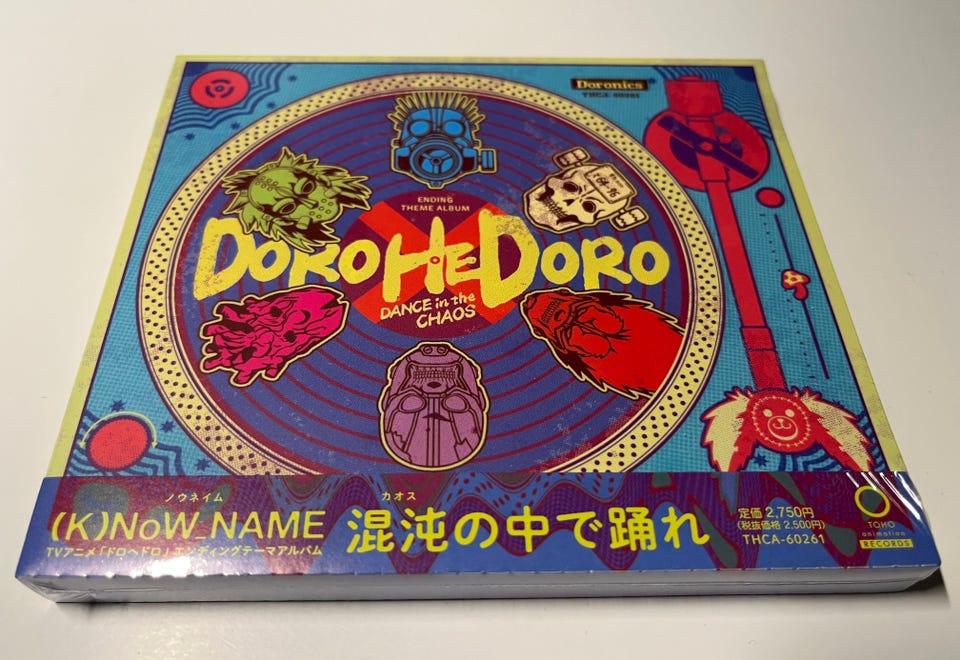 Doronics
THCA-60261
ENDING
THEME ALBUM
DOROHEDORO
DANCE in the
CHAOS
ノウネイム
(K)NoW_NAME
TVアニメ「ドロヘドロ」エンディングテーマアルバム
カオス
混沌の中で踊れ
定価 2,750円
(税抜価格 2,500円)
THCA-60261
TOHO
animation
RECORDS